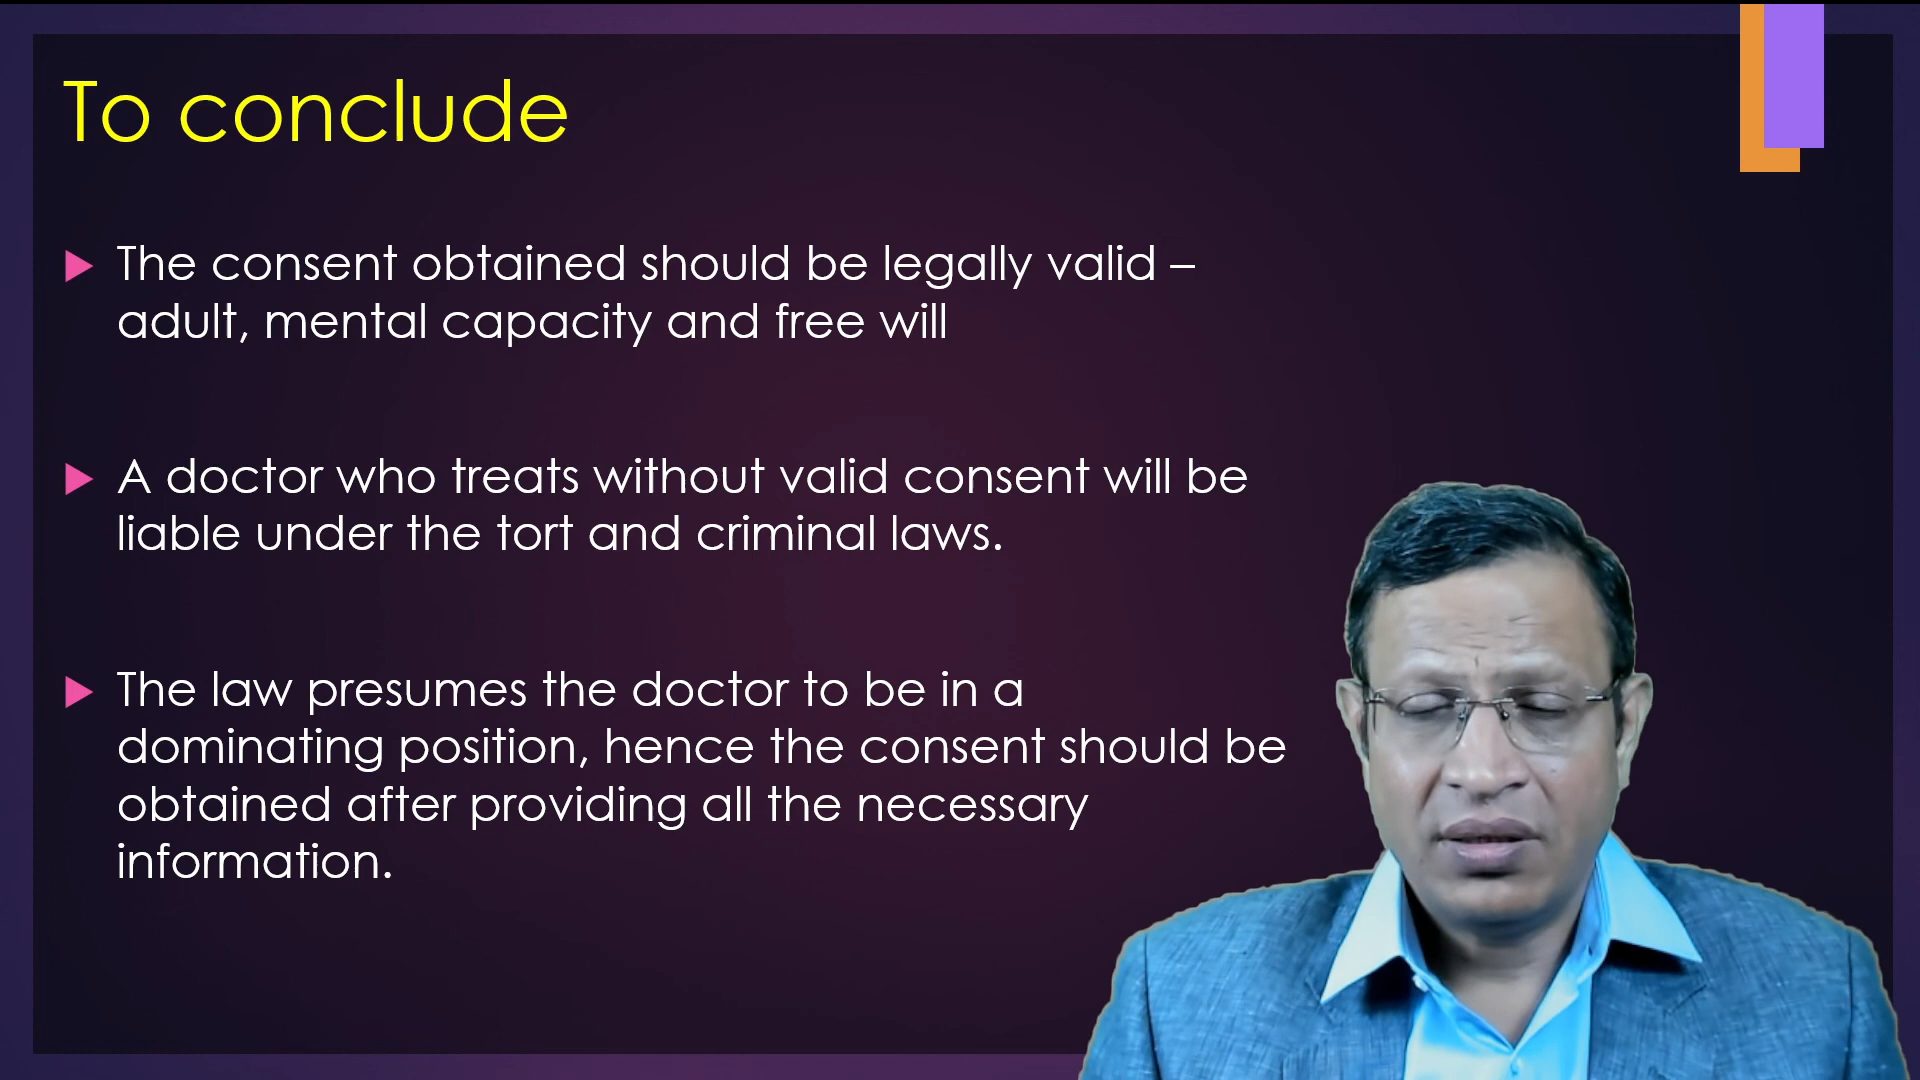 To conclude
The consent obtained should be legally valid –
adult, mental capacity and free will
A doctor who treats without valid consent will be
liable under the tort and criminal laws.
The law presumes the doctor to be in a
dominating position, hence the consent should be
obtained after providing all the necessary
information.